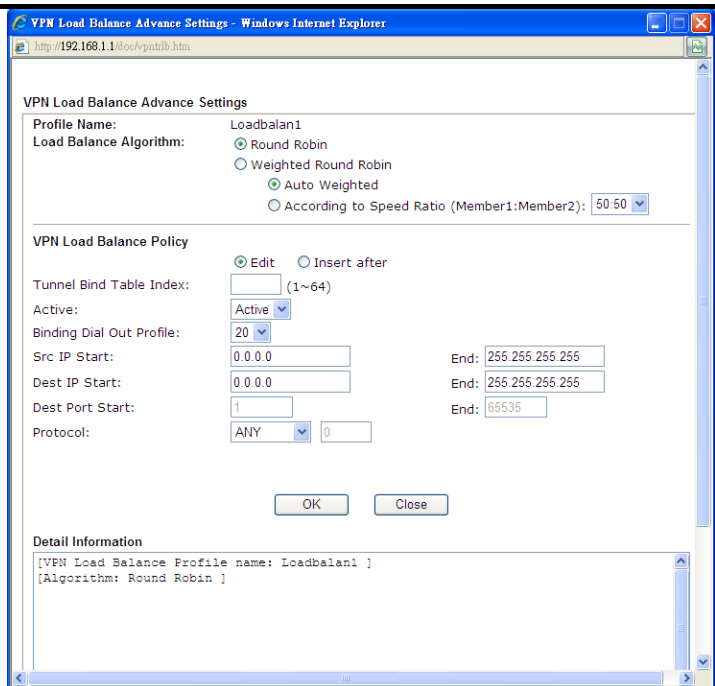 VPN Load Balance Advance Settings - Windows Internet Explorer
http://192.168.1.1/doc/vpntrlb.htm
VPN Load Balance Advance Settings
Profile Name: Loadbalan1
Load Balance Algorithm: Round Robin
Weighted Round Robin
Auto Weighted
According to Speed Ratio (Member1:Member2): 50:50
VPN Load Balance Policy
Edit Insert after
Tunnel Bind Table Index: (1~64)
Active: Active
Binding Dial Out Profile: 20
Src IP Start: 0.0.0.0 End: 255.255.255.255
Dest IP Start: 0.0.0.0 End: 255.255.255.255
Dest Port Start: 1 End: 65535
Protocol: ANY 0
OK Close
Detail Information
[VPN Load Balance Profile name: Loadbalan1 ]
[Algorithm: Round Robin ]